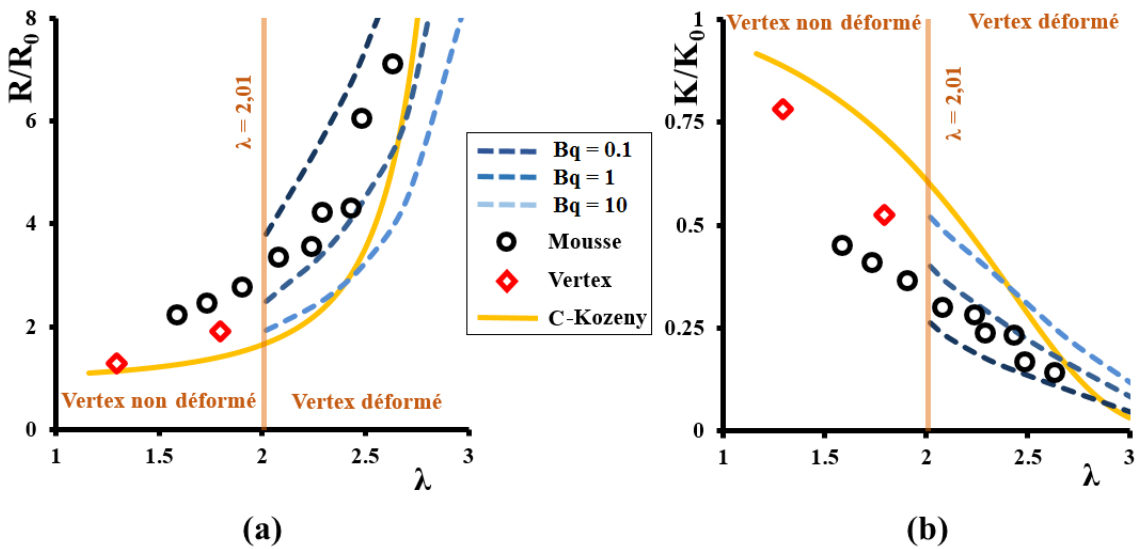 8
6
4
2
0
R/R₀
λ = 2,01
Vertex non déformé
Vertex déformé
1
1.5
2
2.5
3
λ
(a)
Bq = 0.1
Bq = 1
Bq = 10
Mousse
Vertex
C-Kozeny
Vertex non déformé
Vertex déformé
1
0.75
0.5
0.25
0
K/K₀
λ = 2,01
1
1.5
2
2.5
3
λ
(b)